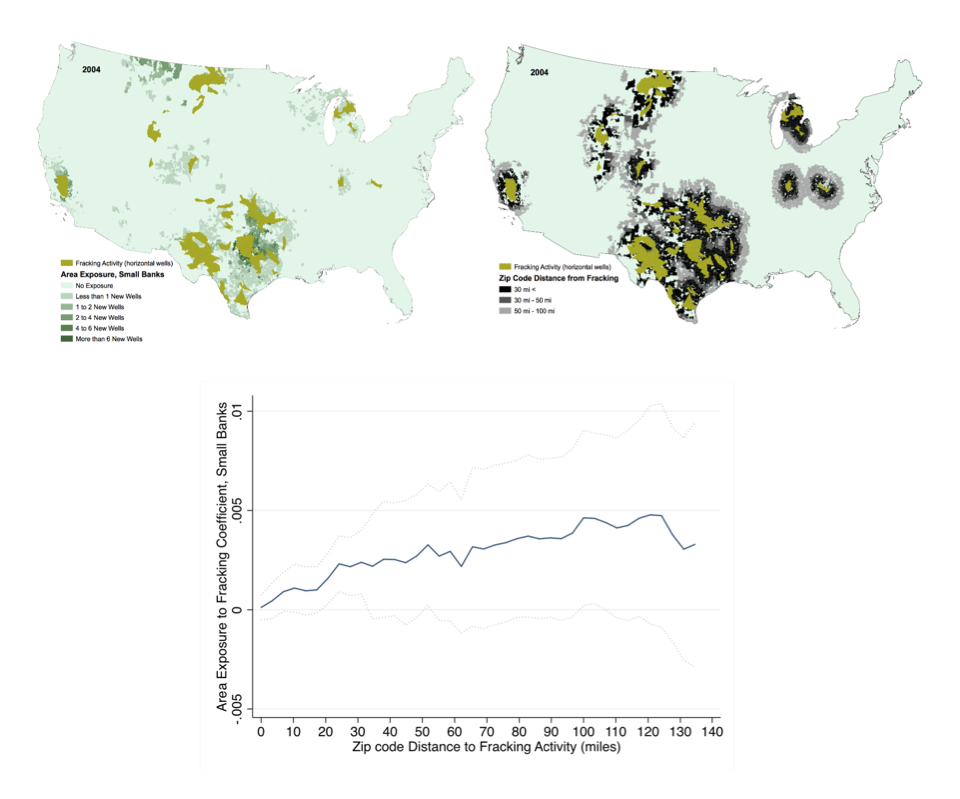 2004
Fracking Activity (horizontal wells)
Area Exposure, Small Banks
No Exposure
Less than 1 New Wells
1 to 2 New Wells
2 to 4 New Wells
4 to 6 New Wells
More than 6 New Wells
2004
Fracking Activity (horizontal wells)
Zip Code Distance from Fracking
30 mi <
30 mi - 50 mi
50 mi - 100 mi
Area Exposure to Fracking Coefficient, Small Banks
.01
.005
0
-.005
0 10 20 30 40 50 60 70 80 90 100 110 120 130 140
Zip code Distance to Fracking Activity (miles)